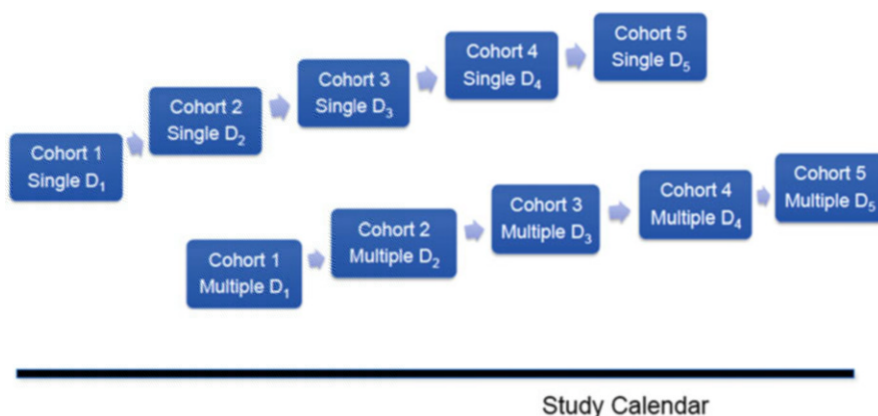 Cohort 1
Single D₁
Cohort 2
Single D₂
Cohort 3
Single D₃
Cohort 4
Single D₄
Cohort 5
Single D₅
Cohort 1
Multiple D₁
Cohort 2
Multiple D₂
Cohort 3
Multiple D₃
Cohort 4
Multiple D₄
Cohort 5
Multiple D₅
Study Calendar